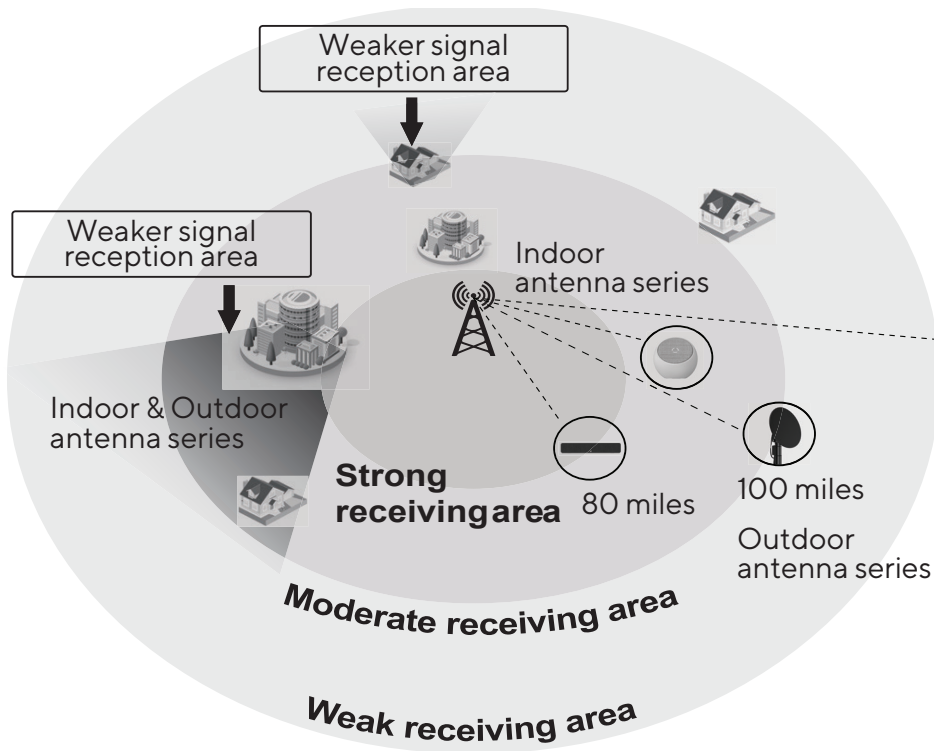 Weaker signal
reception area
Weaker signal
reception area
Indoor
antenna series
Indoor & Outdoor
antenna series
Strong
receiving area
80 miles
100 miles
Outdoor
antenna series
Moderate receiving area
Weak receiving area